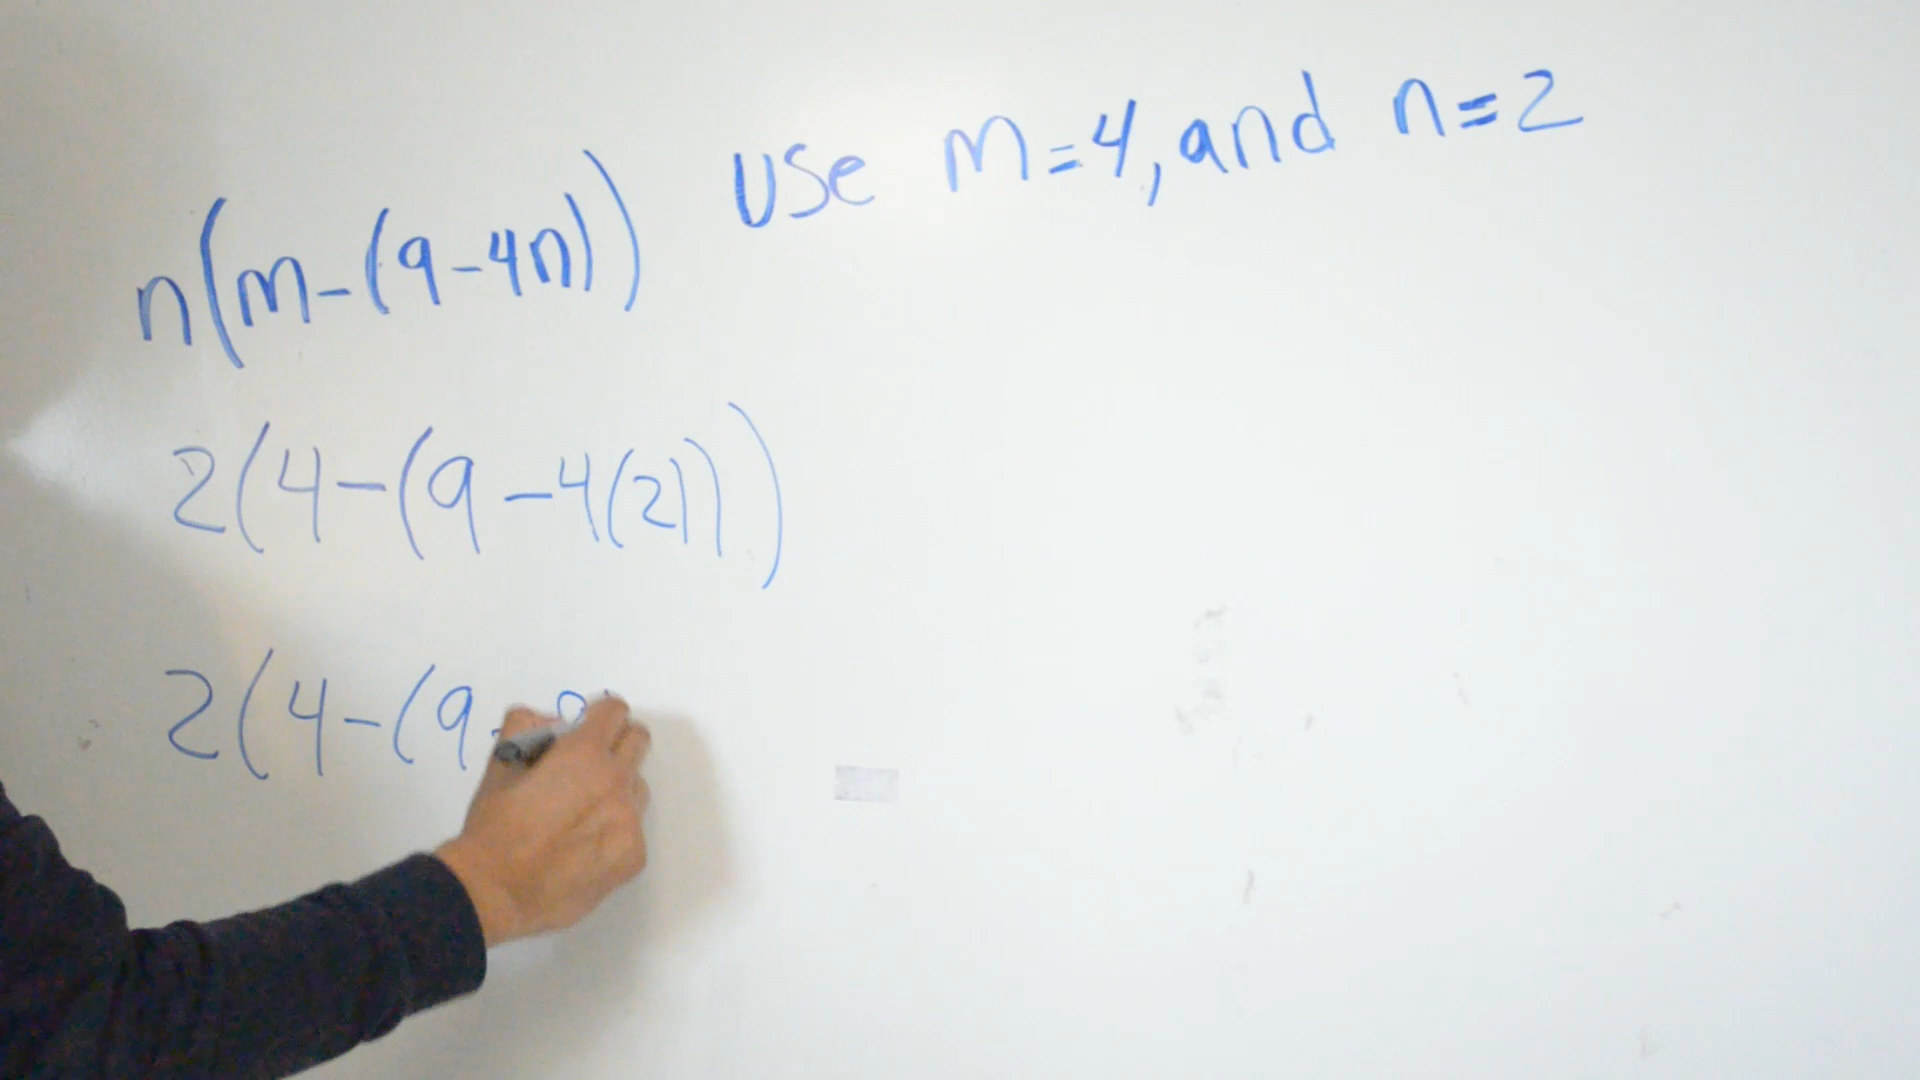 n(m-(9-4n)) USe m=4, and n=2
2(4-(9-4(2)))
2(4-(9-8